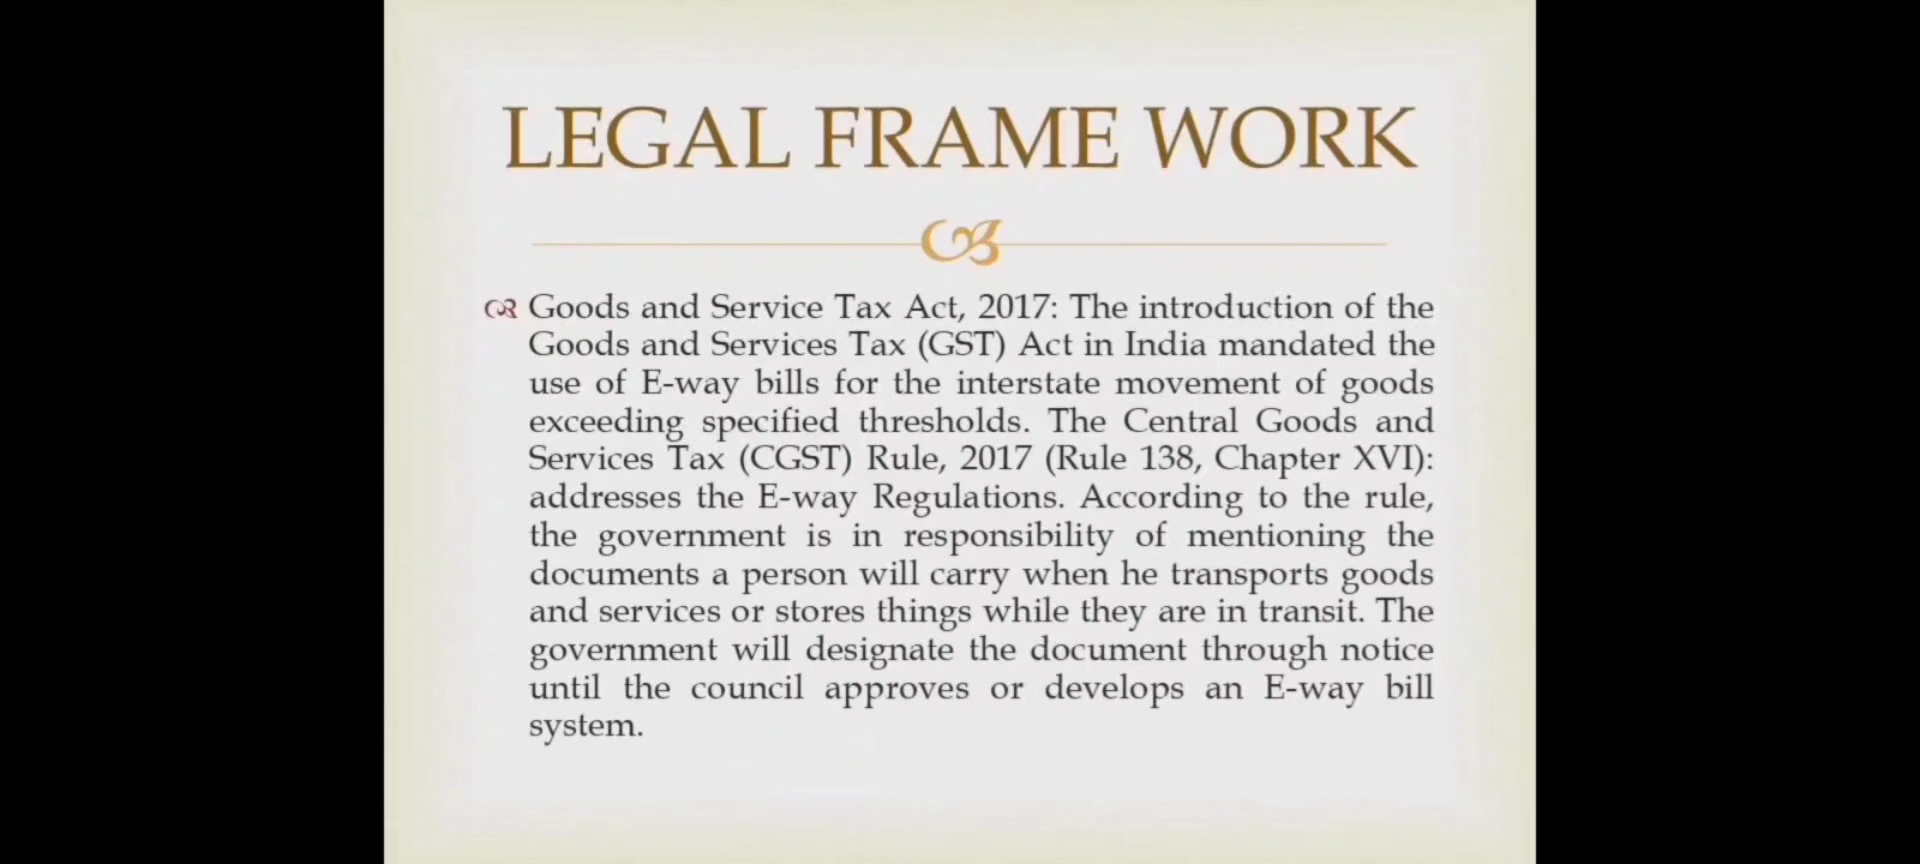 LEGAL FRAME WORK
Goods and Service Tax Act, 2017: The introduction of the
Goods and Services Tax (GST) Act in India mandated the
use of E-way bills for the interstate movement of goods
exceeding specified thresholds. The Central Goods and
Services Tax (CGST) Rule, 2017 (Rule 138, Chapter XVI):
addresses the E-way Regulations. According to the rule,
the government is in responsibility of mentioning the
documents a person will carry when he transports goods
and services or stores things while they are in transit. The
government will designate the document through notice
until the council approves or develops an E-way bill
system.